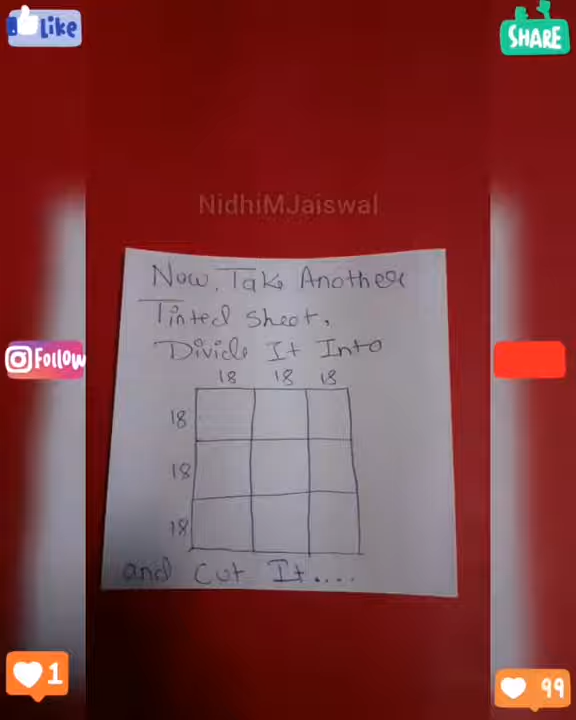 Like
SHARE
NidhiMJaiswal
Now, Take Another
Tinted Sheet,
Divide It Into
Follow
18 18 18
18
18
18
and Cut It....
1
99